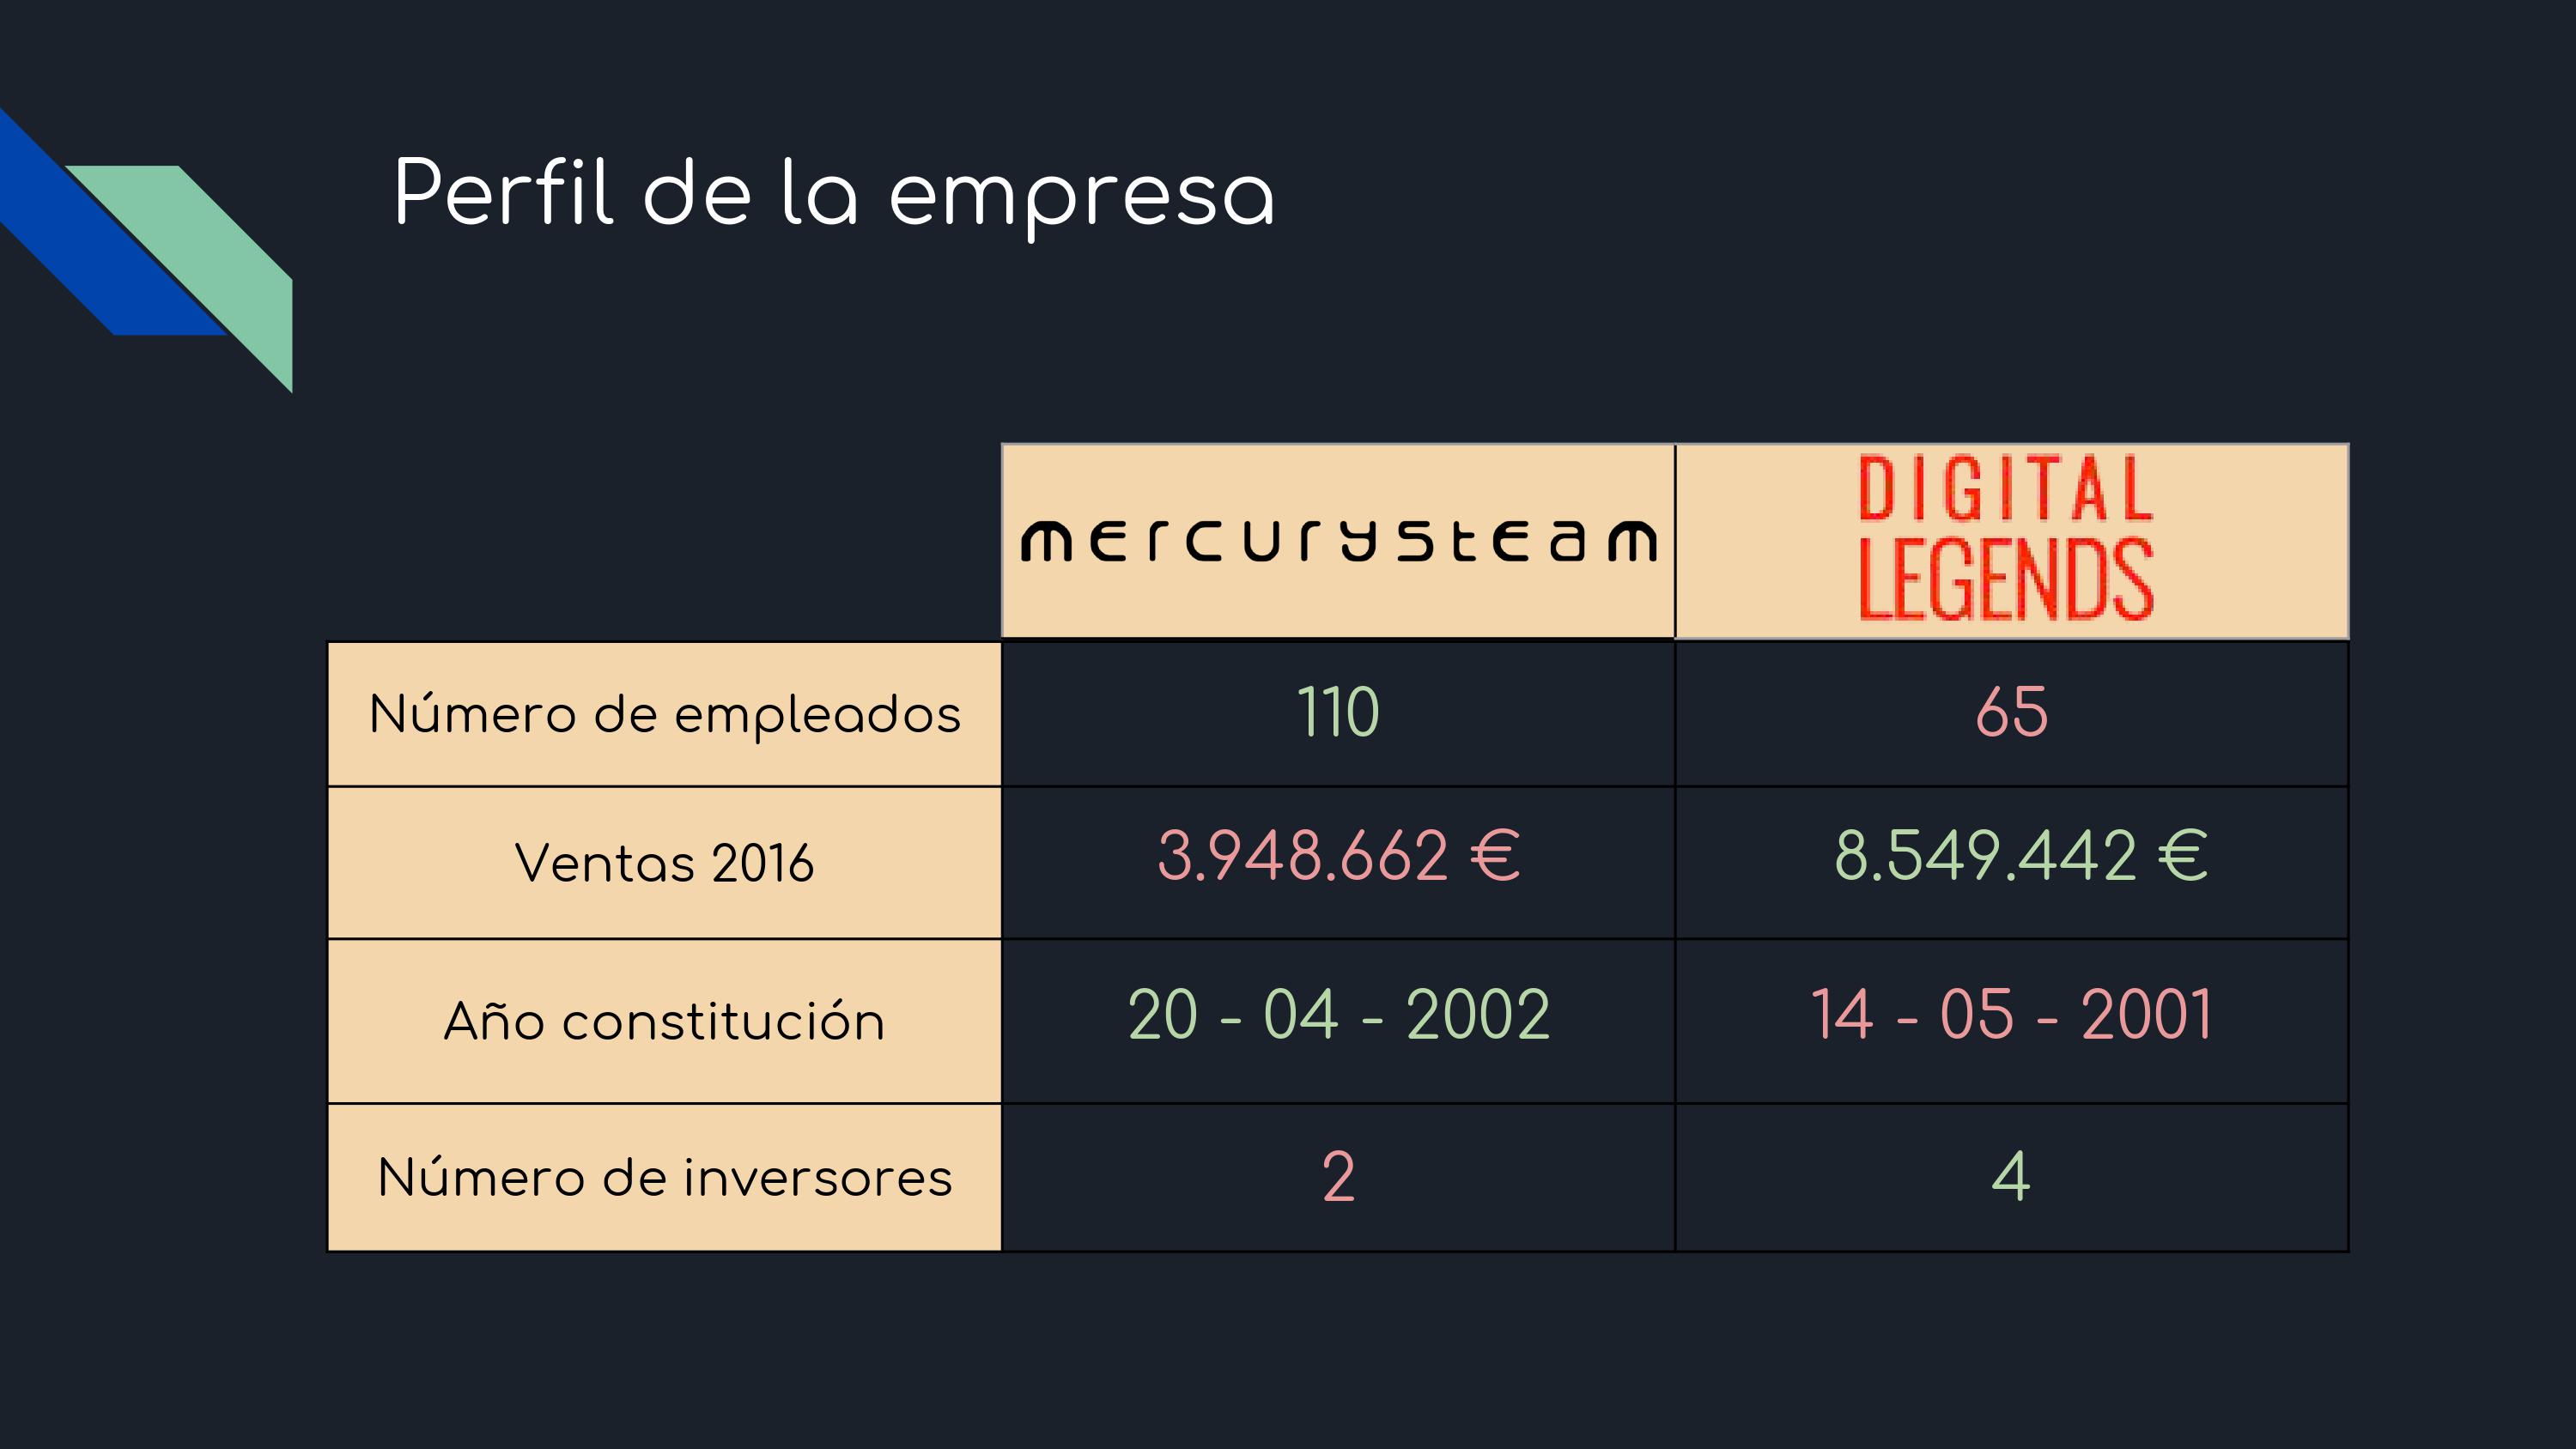 Perfil de la empresa
mercurysteam
DIGITAL
LEGENDS
Número de empleados 110 65
Ventas 2016 3.948.662 € 8.549.442 €
Año constitución 20 - 04 - 2002 14 - 05 - 2001
Número de inversores 2 4